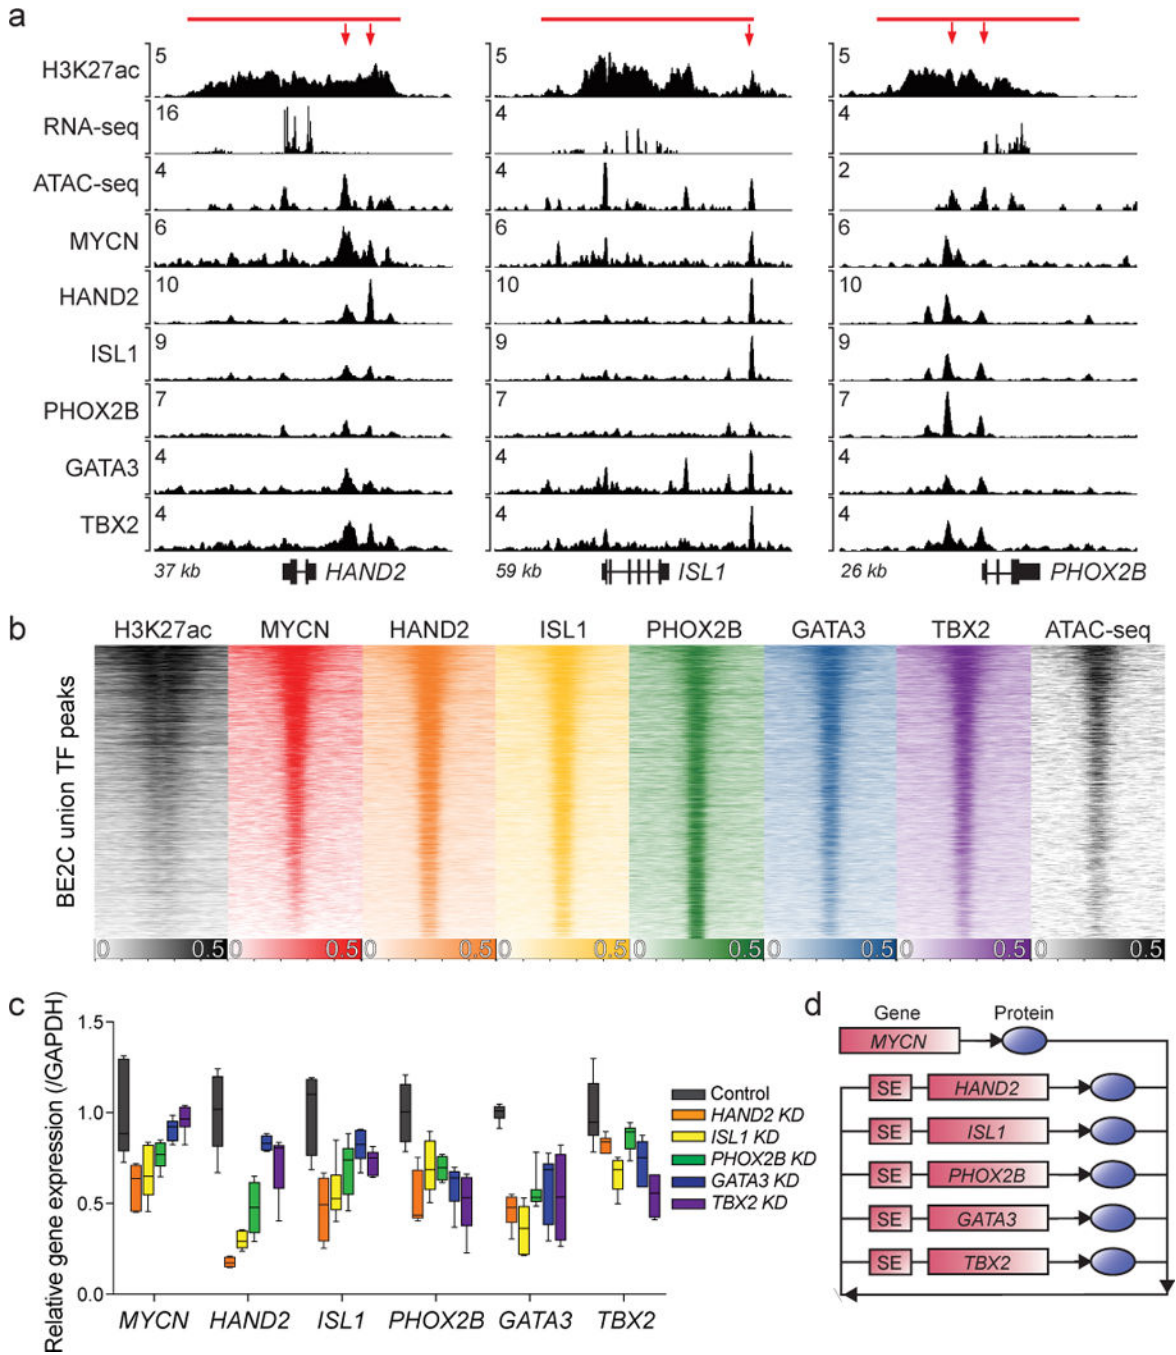 a
H3K27ac 5 5 5
RNA-seq 16 4 4
ATAC-seq 4 4 2
MYCN 6 6 6
HAND2 10 10 10
ISL1 9 9 9
PHOX2B 7 7 7
GATA3 4 4 4
TBX2 4 4 4
37 kb HAND2 59 kb ISL1 26 kb PHOX2B
b
H3K27ac MYCN HAND2 ISL1 PHOX2B GATA3 TBX2 ATAC-seq
BE2C union TF peaks
0 0.5 0 0.5 0 0.5 0 0.5 0 0.5 0 0.5 0 0.5 0 0.5
c
Relative gene expression (/GAPDH)
1.5
1.0
0.5
0.0
MYCN HAND2 ISL1 PHOX2B GATA3 TBX2
Control
HAND2 KD
ISL1 KD
PHOX2B KD
GATA3 KD
TBX2 KD
d
Gene Protein
MYCN
SE HAND2
SE ISL1
SE PHOX2B
SE GATA3
SE TBX2